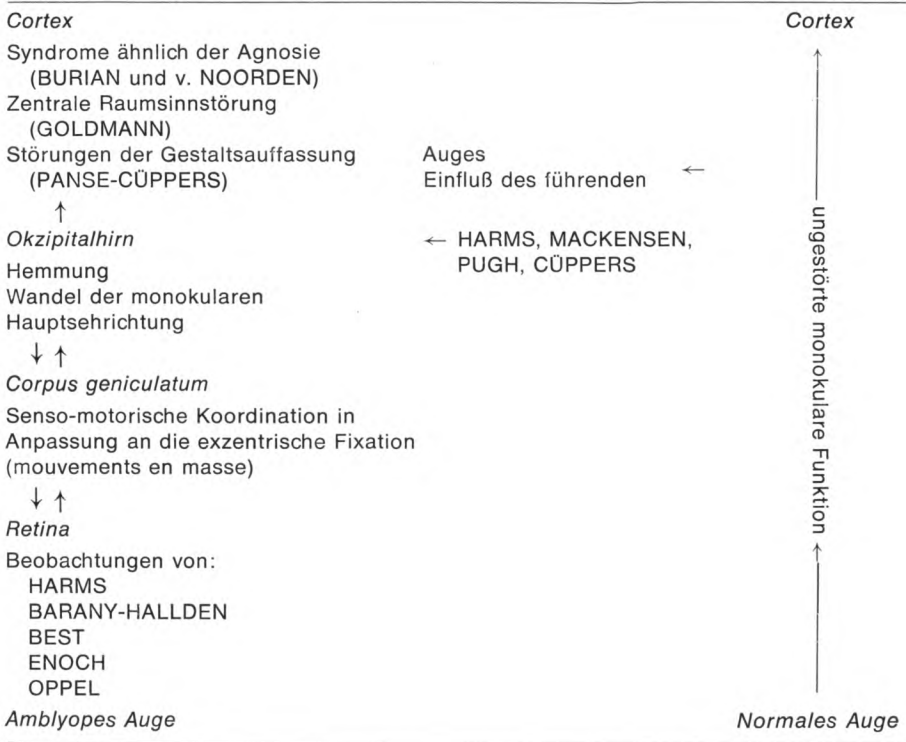 Cortex
Syndrome ähnlich der Agnosie
(BURIAN und v. NOORDEN)
Zentrale Raumsinnstörung
(GOLDMANN)
Störungen der Gestaltsauffassung
(PANSE-CÜPPERS)
↑
Okzipitalhirn
Hemmung
Wandel der monokularen
Hauptsehrichtung
↓ ↑
Corpus geniculatum
Senso-motorische Koordination in
Anpassung an die exzentrische Fixation
(mouvements en masse)
↓ ↑
Retina
Beobachtungen von:
HARMS
BARANY-HALLDEN
BEST
ENOCH
OPPEL
Amblyopes Auge
Auges
Einfluß des führenden ←
← HARMS, MACKENSEN,
PUGH, CÜPPERS
Cortex
ungestörte monokulare Funktion
Normales Auge